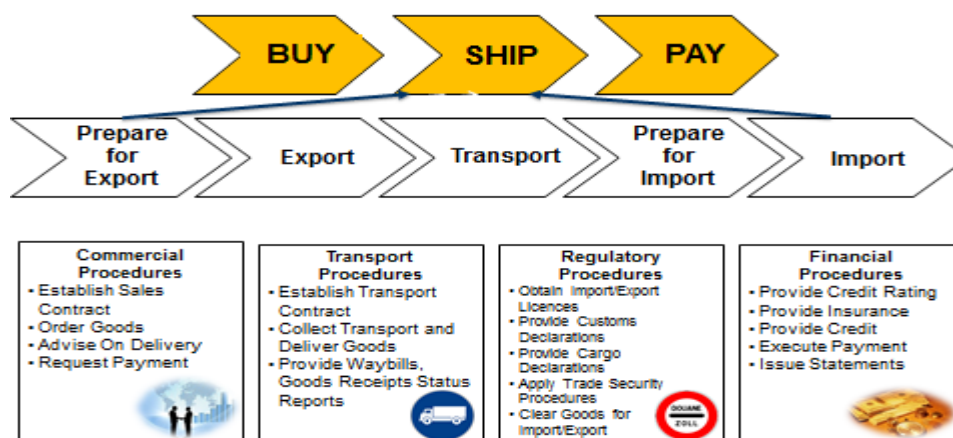 BUY
SHIP
PAY
Prepare
for
Export
Export
Transport
Prepare
for
Import
Import
Commercial
Procedures
• Establish Sales
Contract
• Order Goods
• Advise On Delivery
• Request Payment
Transport
Procedures
• Establish Transport
Contract
• Collect Transport and
Deliver Goods
• Provide Waybills,
Goods Receipts Status
Reports
Regulatory
Procedures
• Obtain Import/Export
Licences
• Provide Customs
Declarations
• Provide Cargo
Declarations
• Apply Trade Security
Procedures
• Clear Goods for
Import/Export
DOUANE
ZOLL
Financial
Procedures
• Provide Credit Rating
• Provide Insurance
• Provide Credit
• Execute Payment
• Issue Statements